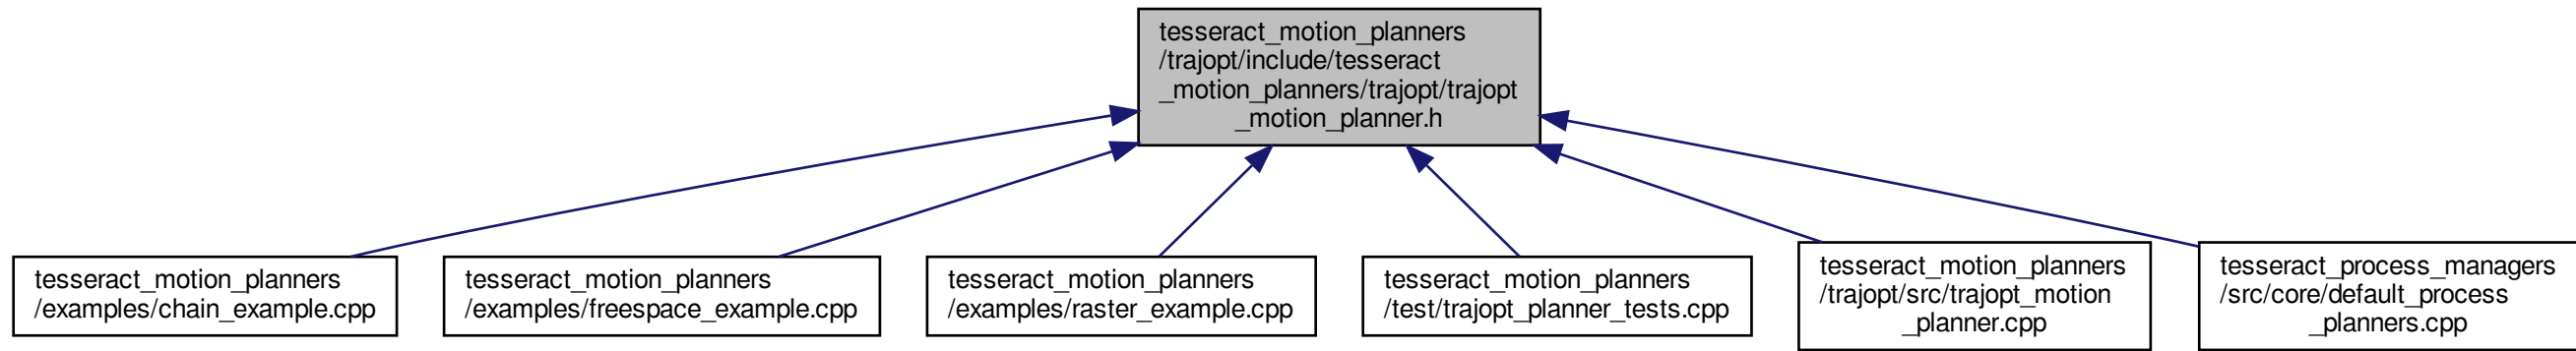 tesseract_motion_planners
/trajopt/include/tesseract
_motion_planners/trajopt/trajopt
_motion_planner.h
tesseract_motion_planners
/examples/chain_example.cpp
tesseract_motion_planners
/examples/freespace_example.cpp
tesseract_motion_planners
/examples/raster_example.cpp
tesseract_motion_planners
/test/trajopt_planner_tests.cpp
tesseract_motion_planners
/trajopt/src/trajopt_motion
_planner.cpp
tesseract_process_managers
/src/core/default_process
_planners.cpp